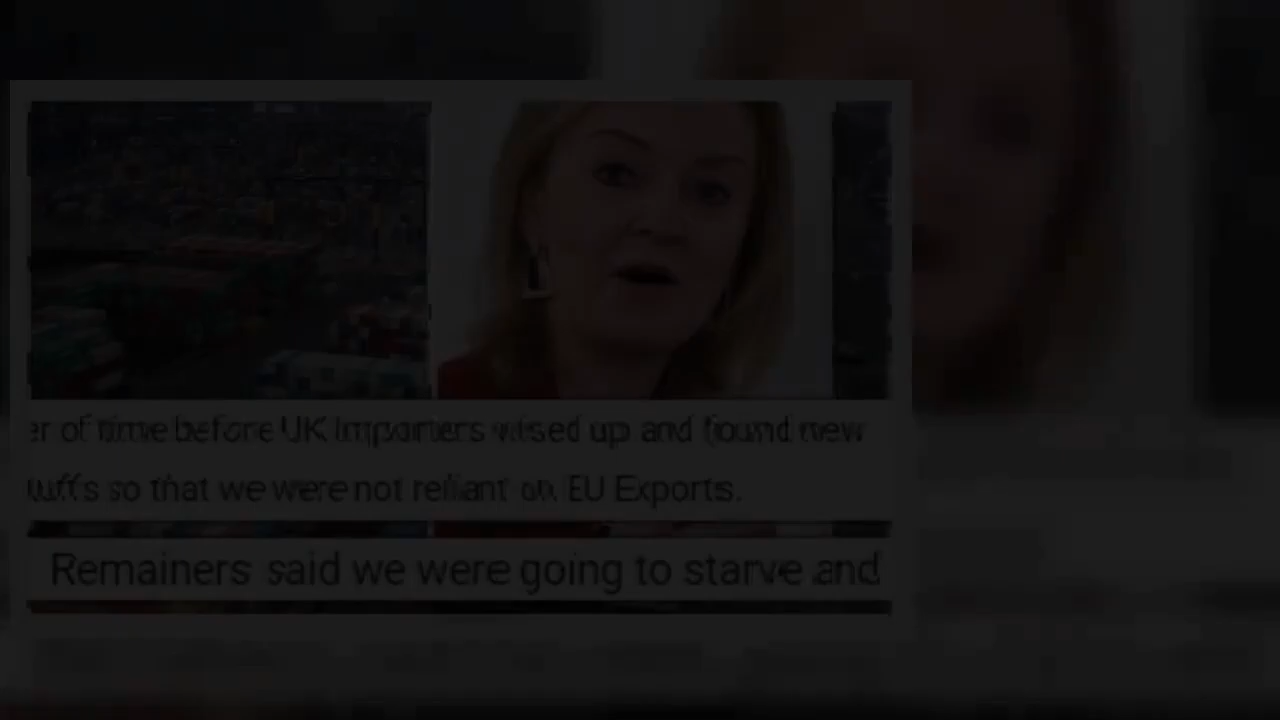 er of time before UK Importers wised up and found new
tuffs so that we were not reliant on EU Exports.
Remainers said we were going to starve and